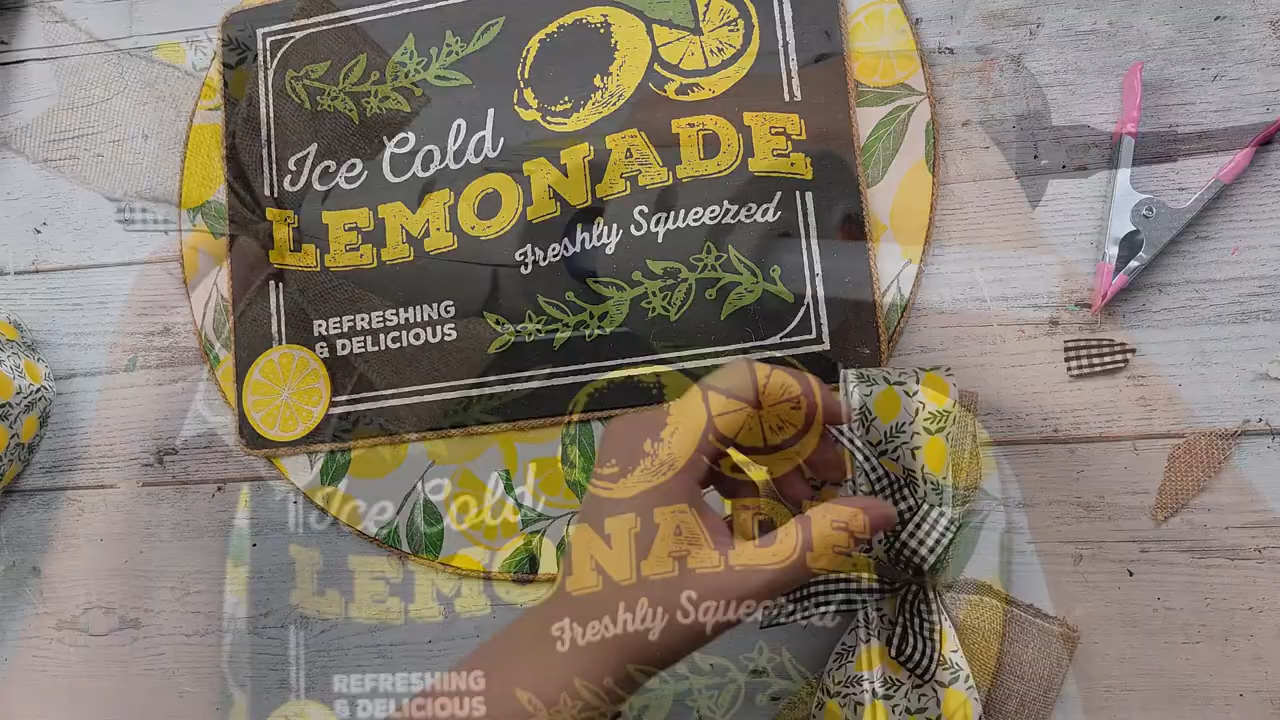 Ice Cold
LEMONADE
Freshly Squeezed
REFRESHING
& DELICIOUS
Ice Cold
LEMONADE
Freshly Squeezed
REFRESHING
& DELICIOUS